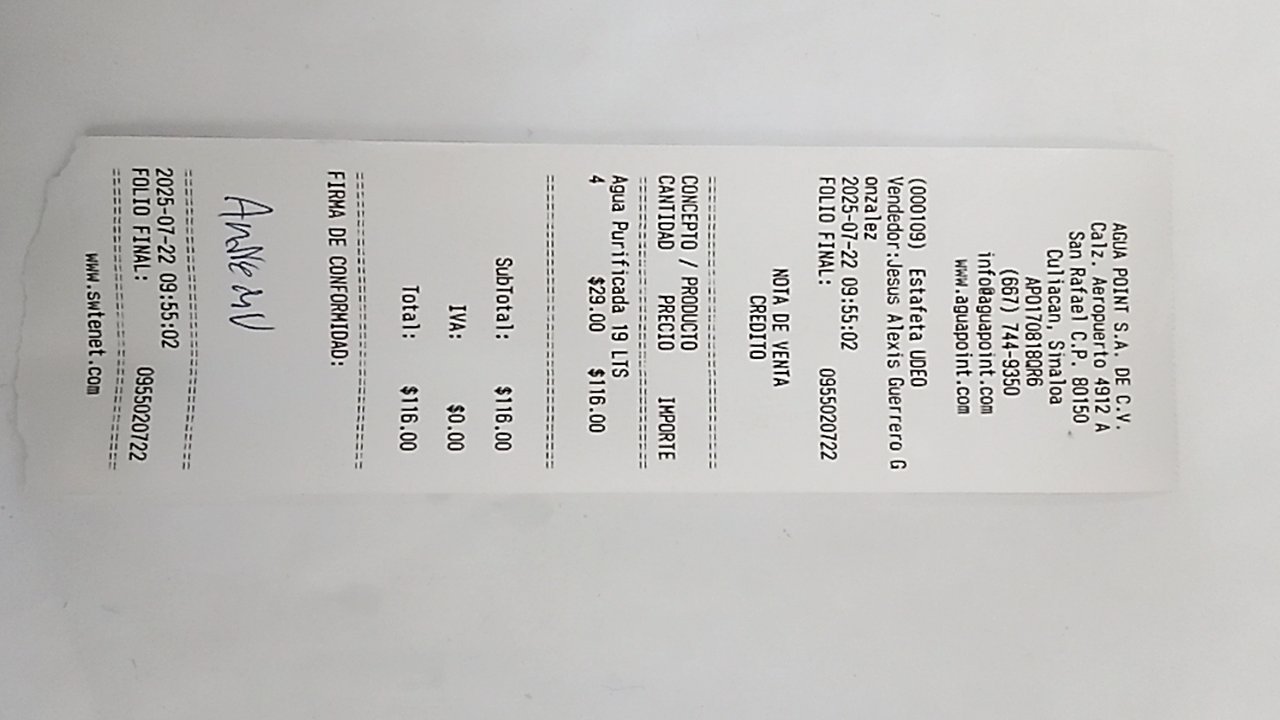 AGUA POINT S.A. DE C.V.
Calz. Aeropuerto 4912 A
San Rafael C.P. 80150
Culiacan, Sinaloa
APO170818QR6
(667) 744-9350
info@aguapoint.com
www.aguapoint.com
(000109) Estafeta UDEO
Vendedor:Jesus Alexis Guerrero G
onzalez
2025-07-22 09:55:02
FOLIO FINAL: 0955020722
NOTA DE VENTA
CREDITO
CONCEPTO / PRODUCTO
CANTIDAD PRECIO IMPORTE
Agua Purificada 19 LTS
4 $29.00 $116.00
SubTotal: $116.00
IVA: $0.00
Total: $116.00
FIRMA DE CONFORMIDAD:
2025-07-22 09:55:02
FOLIO FINAL: 0955020722
www.swtenet.com